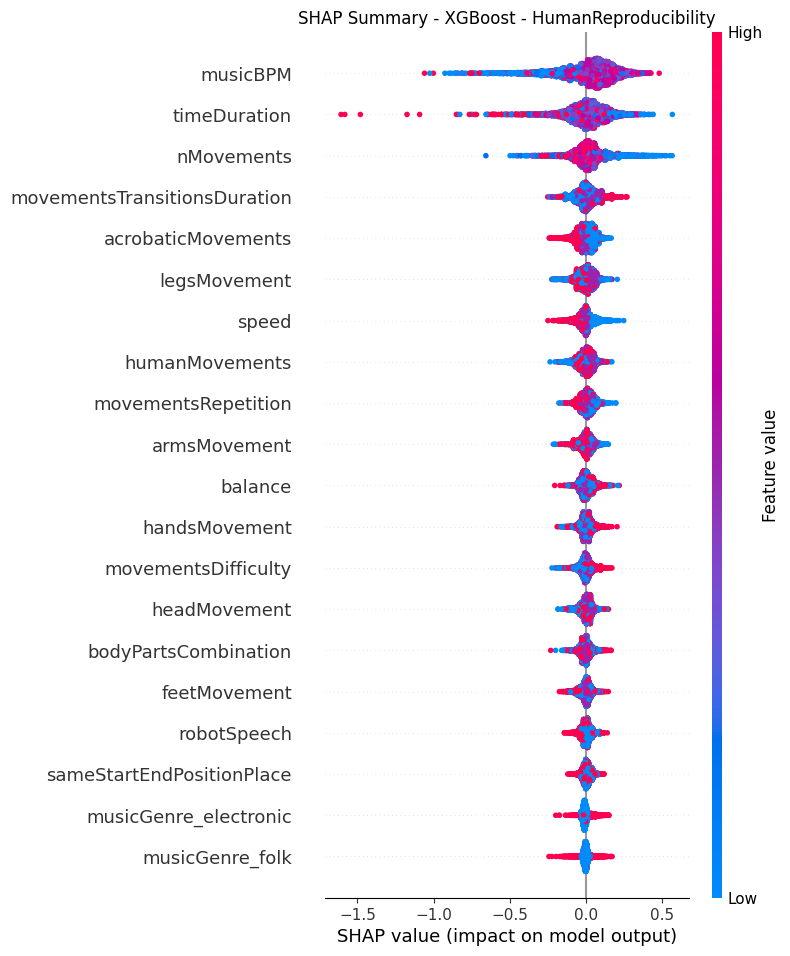 SHAP Summary - XGBoost - HumanReproducibility
High
musicBPM
timeDuration
nMovements
movementsTransitionsDuration
acrobaticMovements
legsMovement
speed
humanMovements
movementsRepetition
armsMovement
balance
handsMovement
movementsDifficulty
headMovement
bodyPartsCombination
feetMovement
robotSpeech
sameStartEndPositionPlace
musicGenre_electronic
musicGenre_folk
Feature value
Low
−1.5 −1.0 −0.5 0.0 0.5
SHAP value (impact on model output)